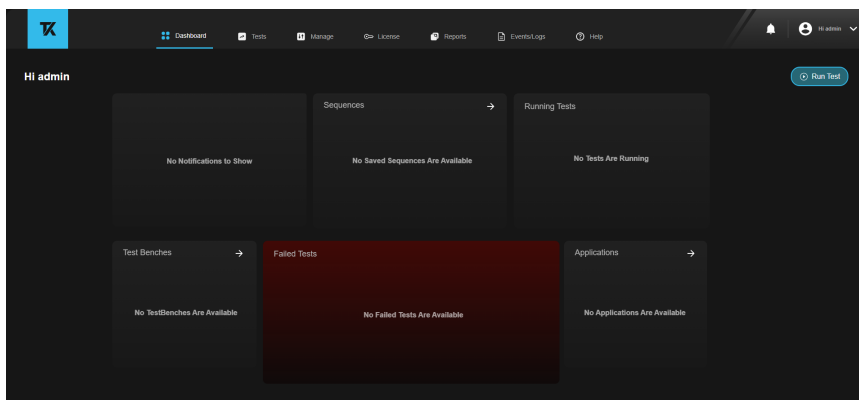 TK
Dashboard
Tests
Manage
License
Reports
Events/Logs
Help
Hi admin
Hi admin
Run Test
Sequences
Running Tests
No Notifications to Show
No Saved Sequences Are Available
No Tests Are Running
Test Benches
Failed Tests
Applications
No TestBenches Are Available
No Failed Tests Are Available
No Applications Are Available